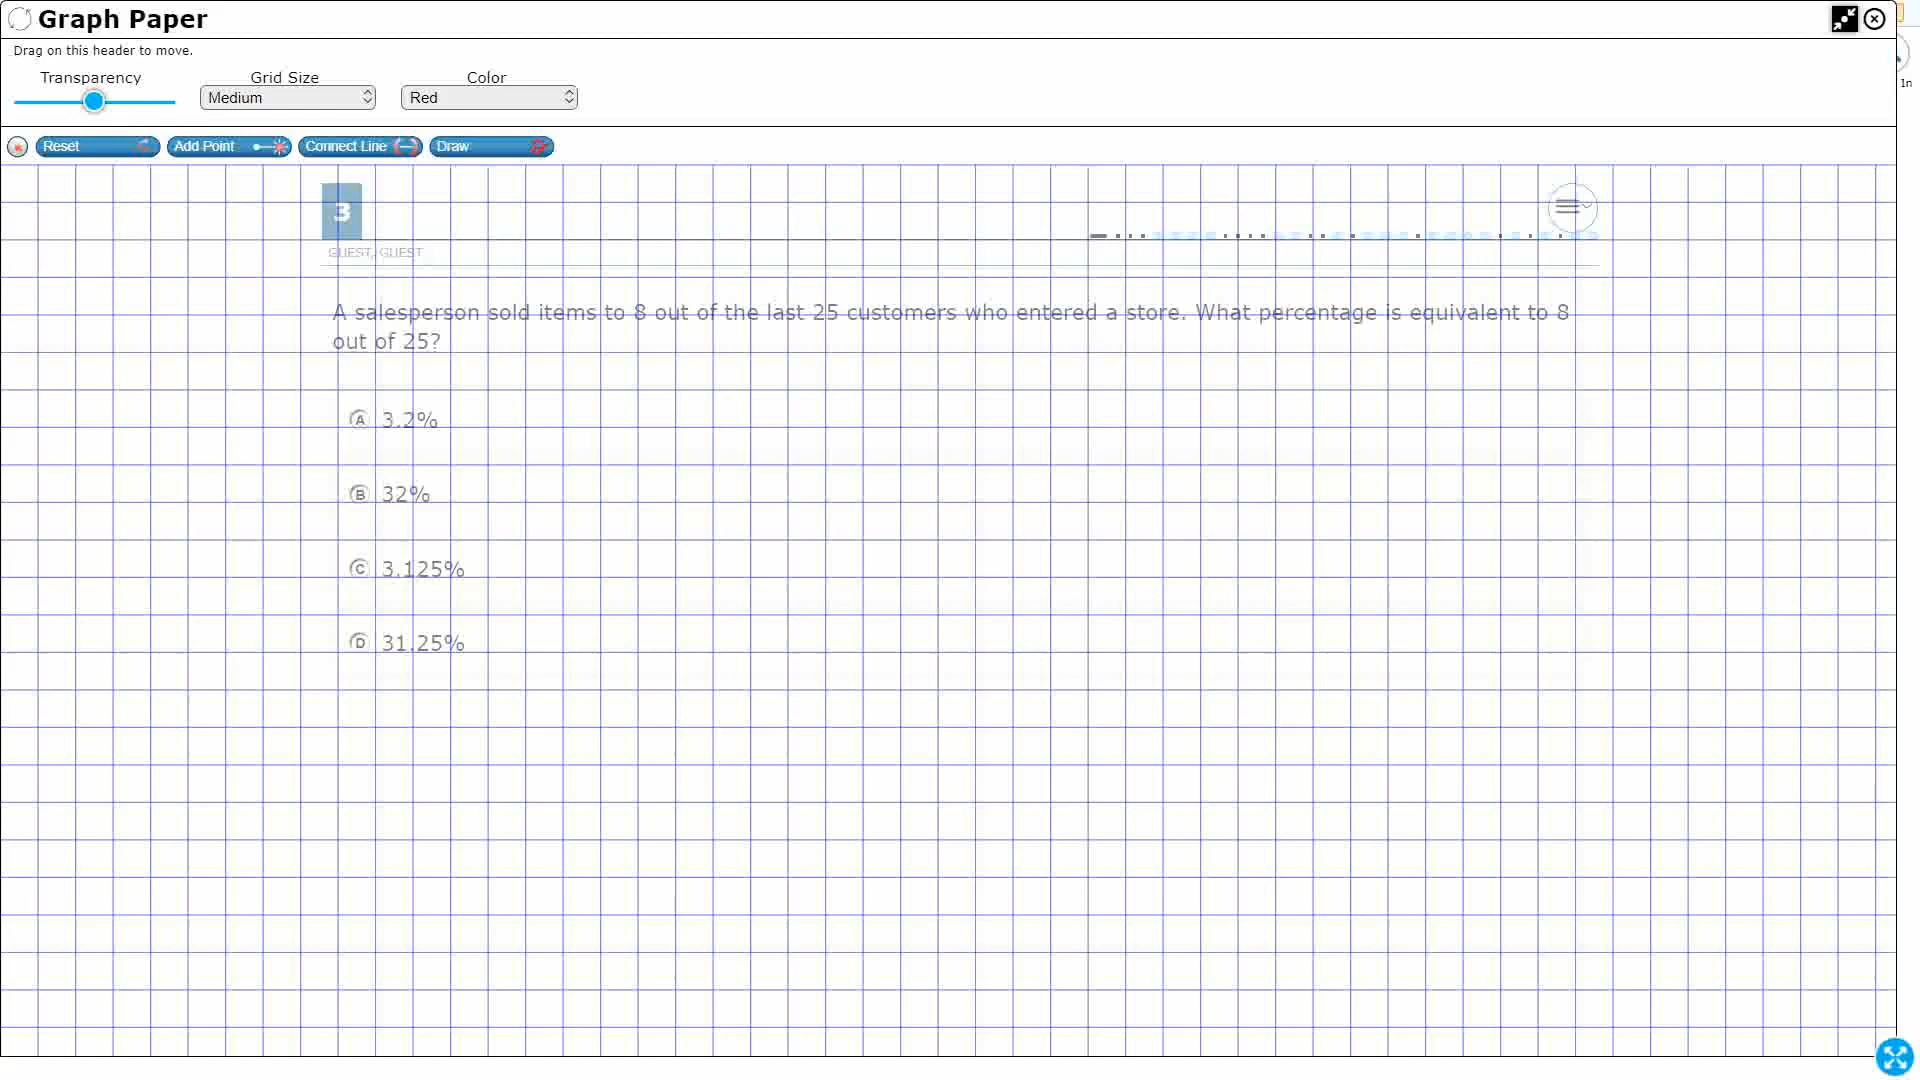 Graph Paper
Drag on this header to move.
Transparency
Grid Size
Color
Medium
Red
Reset
Add Point
Connect Line
Draw
1n
3
GUEST, GUEST
A salesperson sold items to 8 out of the last 25 customers who entered a store. What percentage is equivalent to 8
out of 25?
A 3.2%
B 32%
C 3.125%
D 31.25%